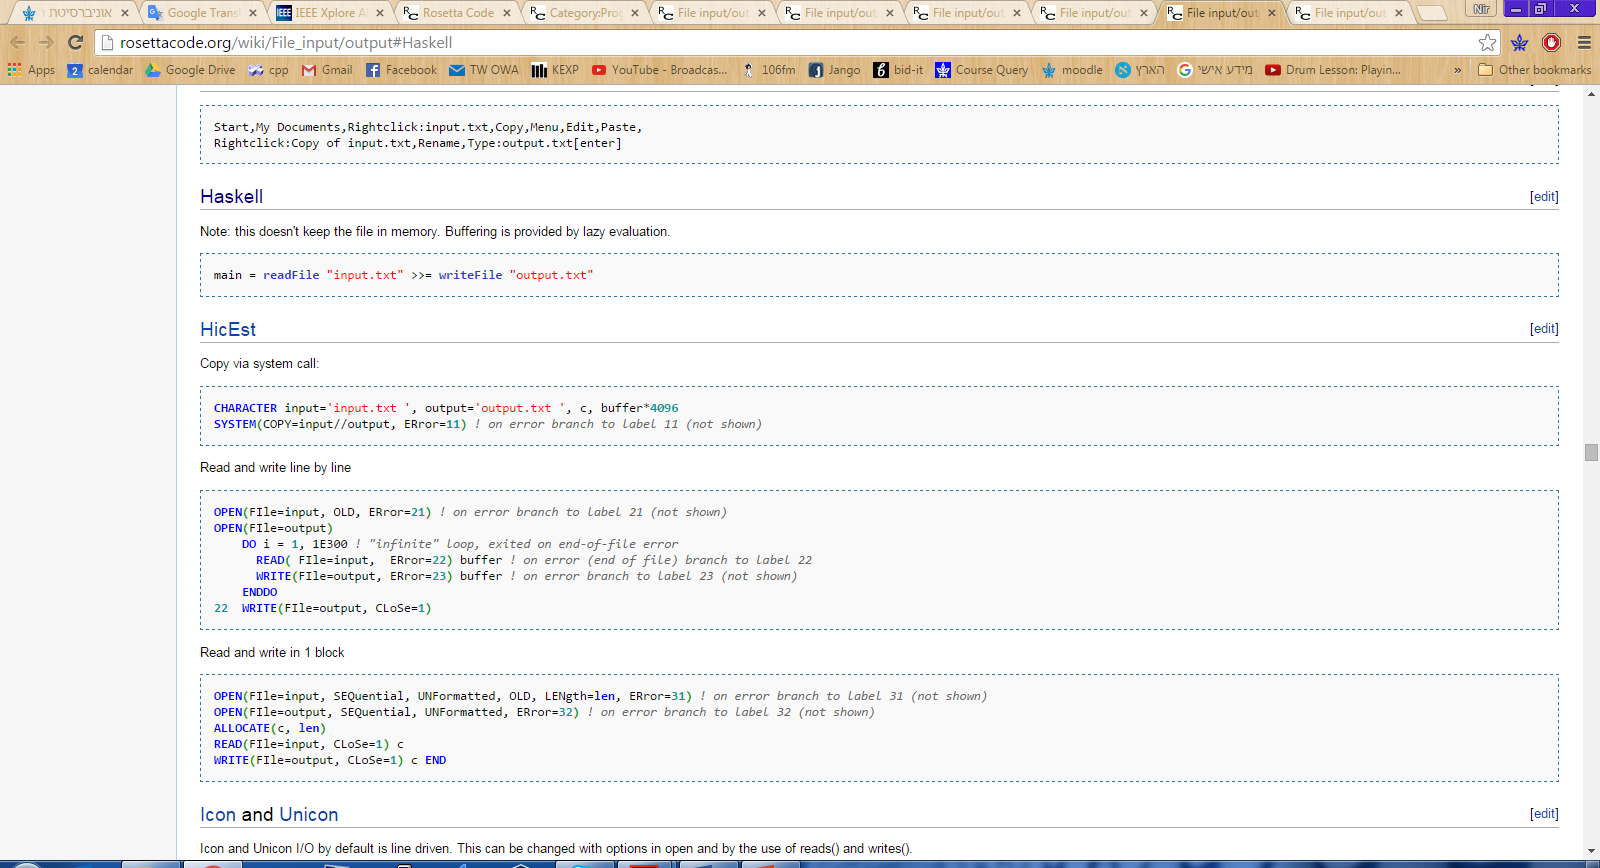 אוניברסיטת
Google Trans
IEEE Xplore A
Rosetta Code
Category:Pro
File input/out
File input/out
File input/out
File input/out
File input/out
File input/out
Nir
rosettacode.org/wiki/File_input/output#Haskell
Apps
2 calendar
Google Drive
cpp
Gmail
Facebook
TW OWA
KEXP
YouTube - Broadcas...
106fm
Jango
bid-it
Course Query
moodle
הארץ
מידע אישי
Drum Lesson: Playin...
»
Other bookmarks
Start,My Documents,Rightclick:input.txt,Copy,Menu,Edit,Paste,
Rightclick:Copy of input.txt,Rename,Type:output.txt[enter]
Haskell [edit]
Note: this doesn't keep the file in memory. Buffering is provided by lazy evaluation.
main = readFile "input.txt" >>= writeFile "output.txt"
HicEst [edit]
Copy via system call:
CHARACTER input='input.txt ', output='output.txt ', c, buffer*4096
SYSTEM(COPY=input//output, ERror=11) ! on error branch to label 11 (not shown)
Read and write line by line
OPEN(FIle=input, OLD, ERror=21) ! on error branch to label 21 (not shown)
OPEN(FIle=output)
DO i = 1, 1E300 ! "infinite" loop, exited on end-of-file error
READ( FIle=input,  ERror=22) buffer ! on error (end of file) branch to label 22
WRITE(FIle=output, ERror=23) buffer ! on error branch to label 23 (not shown)
ENDDO
22  WRITE(FIle=output, CLoSe=1)
Read and write in 1 block
OPEN(FIle=input, SEQuential, UNFormatted, OLD, LENgth=len, ERror=31) ! on error branch to label 31 (not shown)
OPEN(FIle=output, SEQuential, UNFormatted, ERror=32) ! on error branch to label 32 (not shown)
ALLOCATE(c, len)
READ(FIle=input, CLoSe=1) c
WRITE(FIle=output, CLoSe=1) c END
Icon and Unicon [edit]
Icon and Unicon I/O by default is line driven. This can be changed with options in open and by the use of reads() and writes().